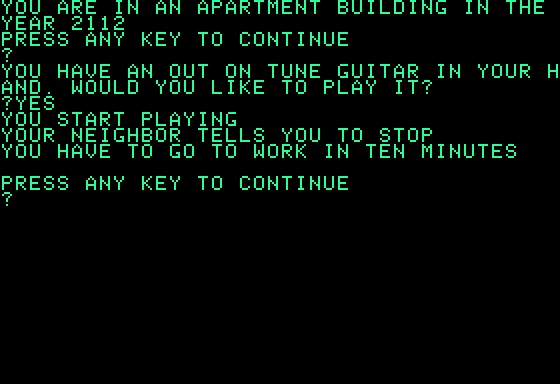 YOU ARE IN AN APARTMENT BUILDING IN THE
YEAR 2112
PRESS ANY KEY TO CONTINUE
?
YOU HAVE AN OUT ON TUNE GUITAR IN YOUR H
AND. WOULD YOU LIKE TO PLAY IT?
?YES
YOU START PLAYING
YOUR NEIGHBOR TELLS YOU TO STOP
YOU HAVE TO GO TO WORK IN TEN MINUTES
PRESS ANY KEY TO CONTINUE
?